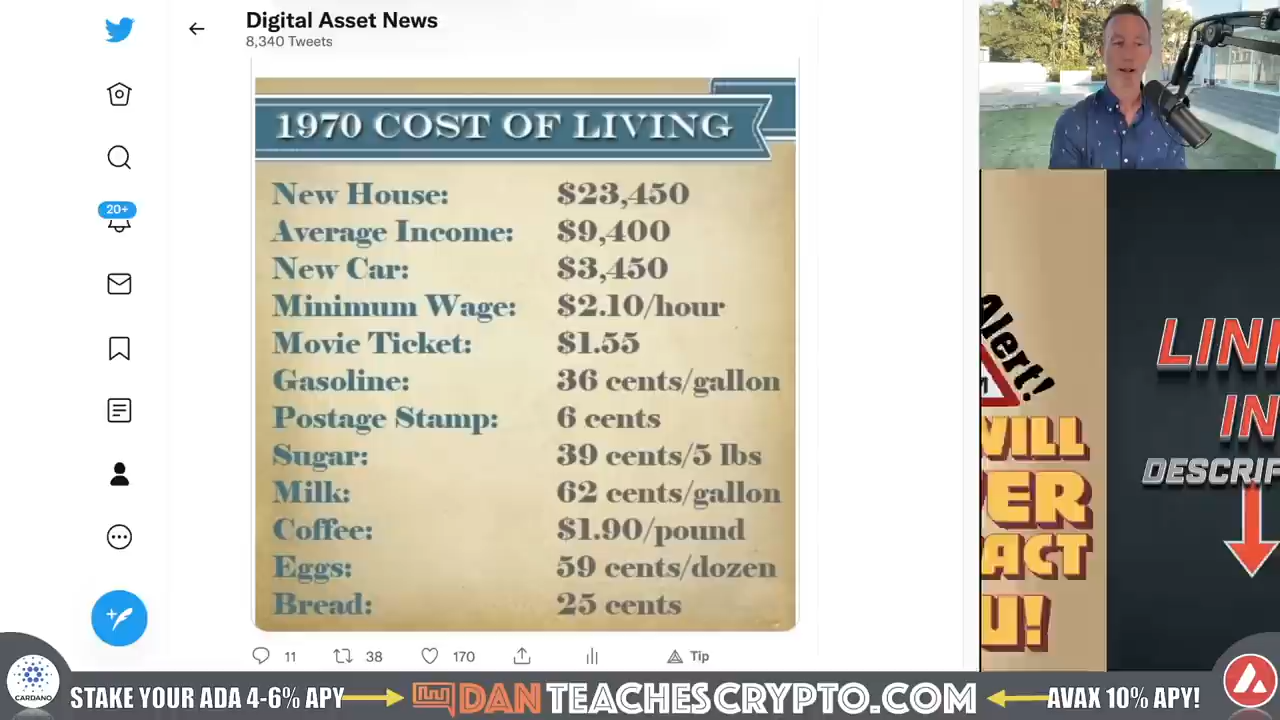 Digital Asset News
8,340 Tweets
20+
1970 COST OF LIVING
New House: $23,450
Average Income: $9,400
New Car: $3,450
Minimum Wage: $2.10/hour
Movie Ticket: $1.55
Gasoline: 36 cents/gallon
Postage Stamp: 6 cents
Sugar: 39 cents/5 lbs
Milk: 62 cents/gallon
Coffee: $1.90/pound
Eggs: 59 cents/dozen
Bread: 25 cents
11 38 170 Tip
Alert!
WILL
U!
IN
CARDANO
STAKE YOUR ADA 4-6% APY
DANTEACHESCRYPTO.COM
AVAX 10% APY!